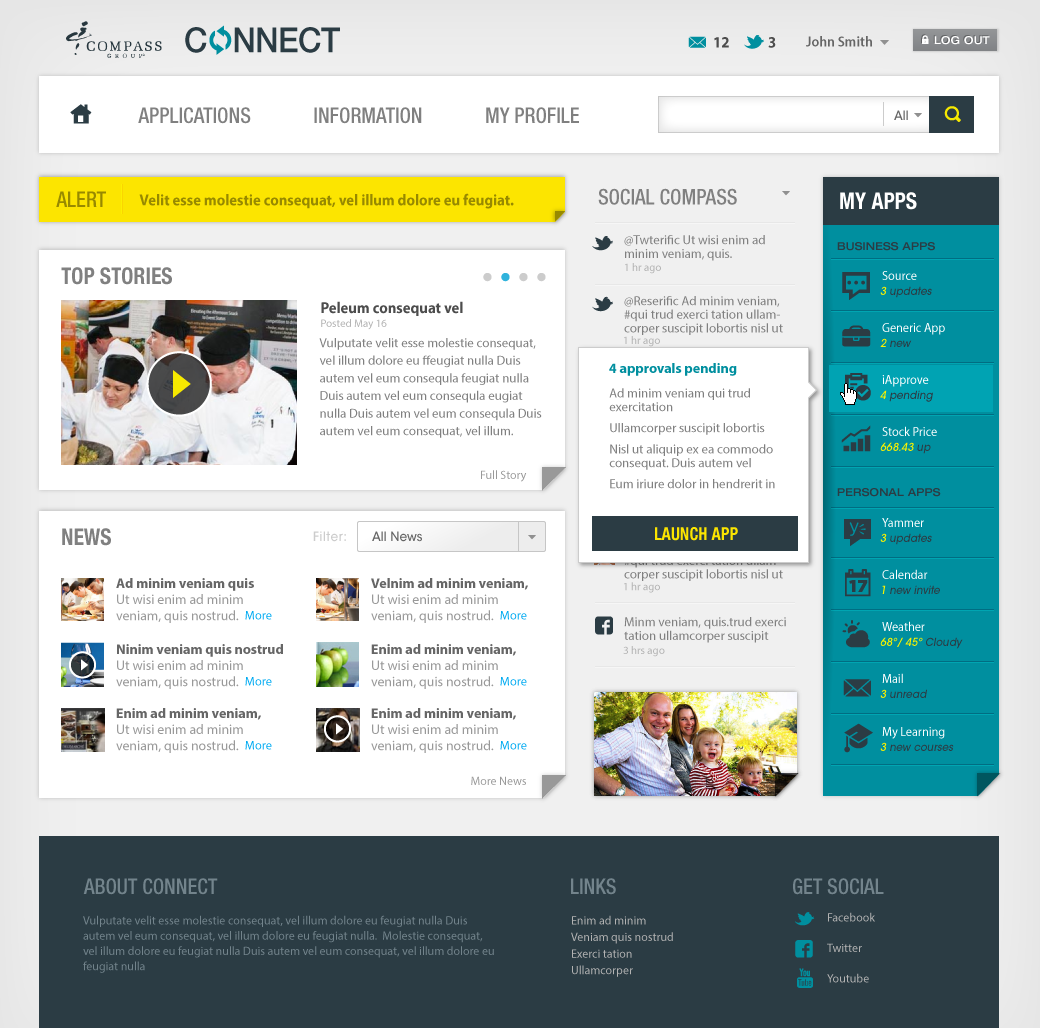 COMPASS
GROUP
CONNECT
12
3
John Smith
LOG OUT
APPLICATIONS
INFORMATION
MY PROFILE
All
ALERT
Velit esse molestie consequat, vel illum dolore eu feugiat.
TOP STORIES
Peleum consequat vel
Posted May 16
Vulputate velit esse molestie consequat,
vel illum dolore eu ffeugiat nulla Duis
autem vel eum consequla feugiat nulla
Duis autem vel eum consequla eugiat
nulla Duis autem vel eum consequla Duis
autem vel eum consequat, vel illum.
Full Story
NEWS
Filter:
All News
Ad minim veniam quis
Ut wisi enim ad minim
veniam, quis nostrud. More
Velnim ad minim veniam,
Ut wisi enim ad minim
veniam, quis nostrud. More
Ninim veniam quis nostrud
Ut wisi enim ad minim
veniam, quis nostrud. More
Enim ad minim veniam,
Ut wisi enim ad minim
veniam, quis nostrud. More
Enim ad minim veniam,
Ut wisi enim ad minim
veniam, quis nostrud. More
Enim ad minim veniam,
Ut wisi enim ad minim
veniam, quis nostrud. More
More News
SOCIAL COMPASS
@Twterific Ut wisi enim ad
minim veniam, quis.
1 hr ago
@Reserific Ad minim veniam,
#qui trud exerci tation ullam-
corper suscipit lobortis nisl ut
1 hr ago
4 approvals pending
Ad minim veniam qui trud
exercitation
Ullamcorper suscipit lobortis
Nisl ut aliquip ex ea commodo
consequat. Duis autem vel
Eum iriure dolor in hendrerit in
LAUNCH APP
#qui trud exerci tation ullam-
corper suscipit lobortis nisl ut
1 hr ago
Minm veniam, quis.trud exerci
tation ullamcorper suscipit
3 hrs ago
MY APPS
BUSINESS APPS
Source
3 updates
Generic App
2 new
iApprove
4 pending
Stock Price
668.43 up
PERSONAL APPS
Yammer
3 updates
17
Calendar
1 new invite
Weather
68°/ 45° Cloudy
Mail
3 unread
My Learning
3 new courses
ABOUT CONNECT
Vulputate velit esse molestie consequat, vel illum dolore eu feugiat nulla Duis
autem vel eum consequat, vel illum dolore eu feugiat nulla. Molestie consequat,
vel illum dolore eu feugiat nulla Duis autem vel eum consequat, vel illum dolore eu
feugiat nulla
LINKS
Enim ad minim
Veniam quis nostrud
Exerci tation
Ullamcorper
GET SOCIAL
Facebook
Twitter
You
Tube
Youtube